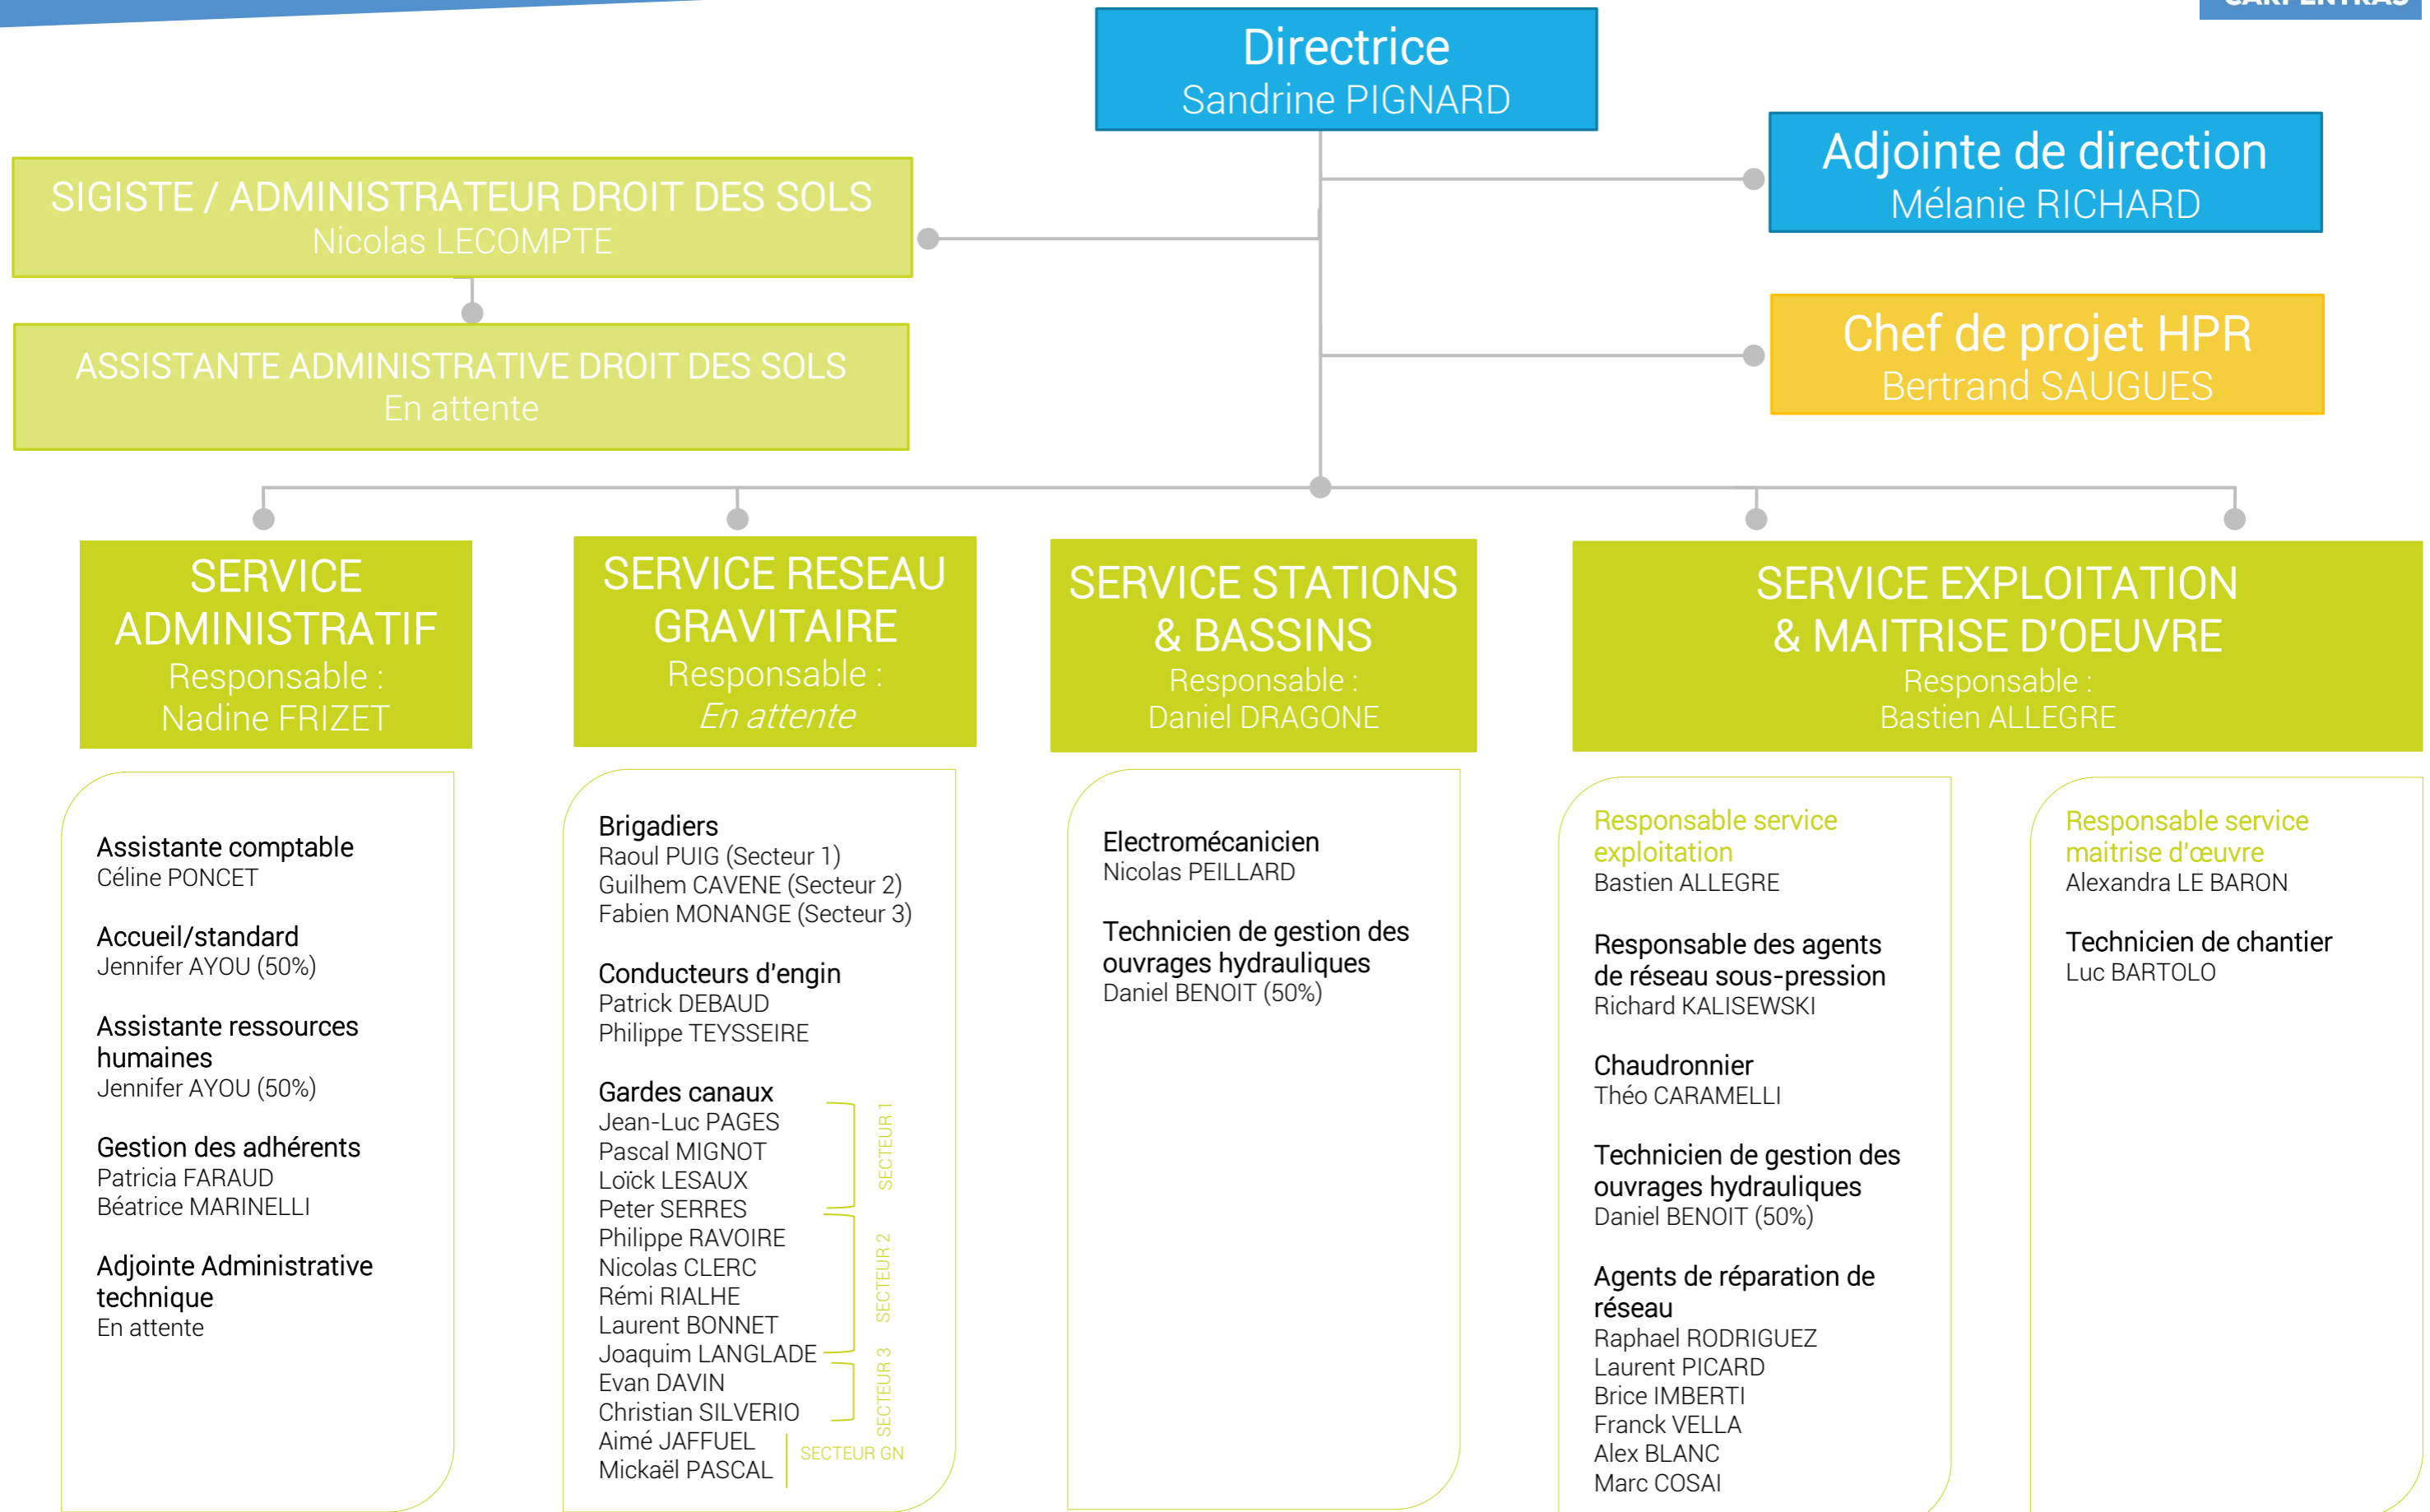 CARPENTRAS
Directrice
Sandrine PIGNARD
Adjointe de direction
Mélanie RICHARD
SIGISTE / ADMINISTRATEUR DROIT DES SOLS
Nicolas LECOMPTE
Chef de projet HPR
Bertrand SAUGUES
ASSISTANTE ADMINISTRATIVE DROIT DES SOLS
En attente
SERVICE
ADMINISTRATIF
Responsable :
Nadine FRIZET
Assistante comptable
Céline PONCET
Accueil/standard
Jennifer AYOU (50%)
Assistante ressources
humaines
Jennifer AYOU (50%)
Gestion des adhérents
Patricia FARAUD
Béatrice MARINELLI
Adjointe Administrative
technique
En attente
SERVICE RESEAU
GRAVITAIRE
Responsable :
En attente
Brigadiers
Raoul PUIG (Secteur 1)
Guilhem CAVENE (Secteur 2)
Fabien MONANGE (Secteur 3)
Conducteurs d'engin
Patrick DEBAUD
Philippe TEYSSEIRE
Gardes canaux
Jean-Luc PAGES
Pascal MIGNOT
Loïck LESAUX
Peter SERRES
Philippe RAVOIRE
Nicolas CLERC
Rémi RIALHE
Laurent BONNET
Joaquim LANGLADE
Evan DAVIN
Christian SILVERIO
Aimé JAFFUEL
Mickaël PASCAL
SECTEUR 1
SECTEUR 2
SECTEUR 3
SECTEUR GN
SERVICE STATIONS
& BASSINS
Responsable :
Daniel DRAGONE
Electromécanicien
Nicolas PEILLARD
Technicien de gestion des
ouvrages hydrauliques
Daniel BENOIT (50%)
SERVICE EXPLOITATION
& MAITRISE D'OEUVRE
Responsable :
Bastien ALLEGRE
Responsable service
exploitation
Bastien ALLEGRE
Responsable des agents
de réseau sous-pression
Richard KALISEWSKI
Chaudronnier
Théo CARAMELLI
Technicien de gestion des
ouvrages hydrauliques
Daniel BENOIT (50%)
Agents de réparation de
réseau
Raphael RODRIGUEZ
Laurent PICARD
Brice IMBERTI
Franck VELLA
Alex BLANC
Marc COSAI
Responsable service
maitrise d'œuvre
Alexandra LE BARON
Technicien de chantier
Luc BARTOLO